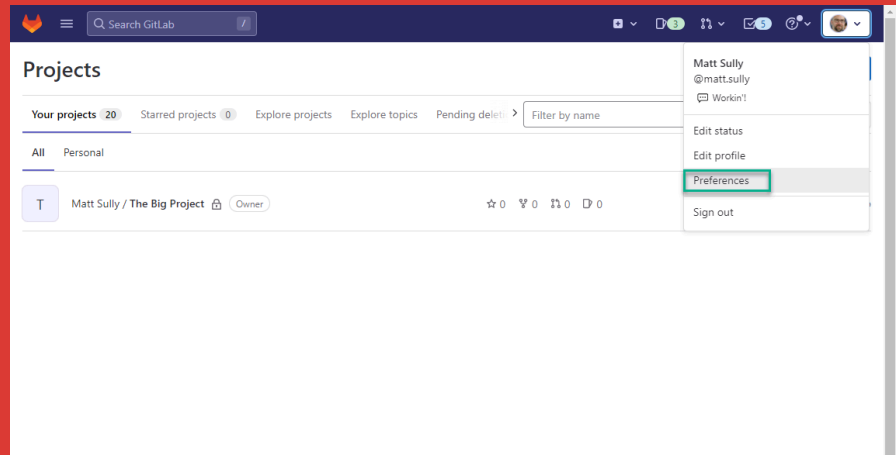 Search GitLab /
3
5
Projects
Matt Sully
@matt.sully
Workin'!
Your projects 20 Starred projects 0 Explore projects Explore topics Pending delet
Filter by name
Edit status
All Personal
Edit profile
Preferences
T Matt Sully / The Big Project Owner
0 0 0 0
Sign out